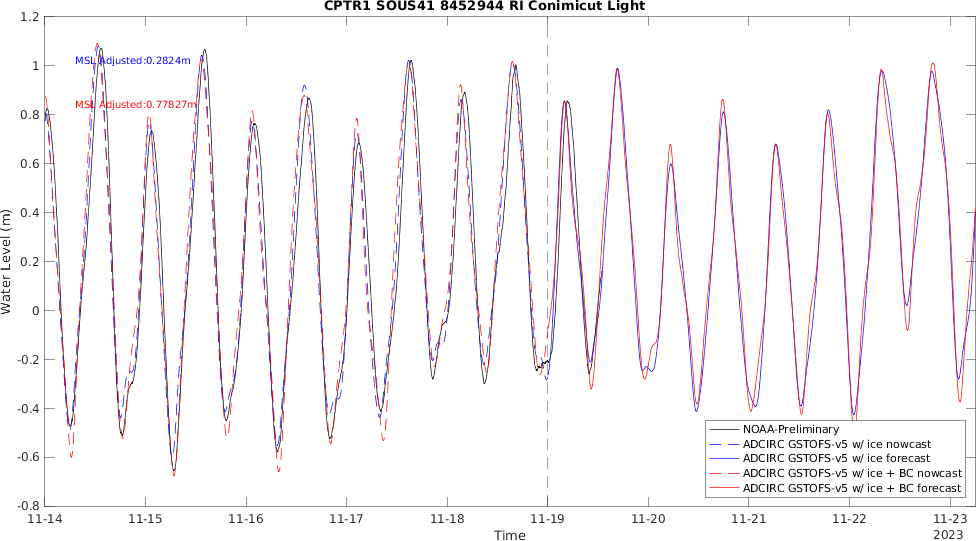 CPTR1 SOUS41 8452944 RI Conimicut Light
1.2
1
0.8
0.6
0.4
0.2
0
-0.2
-0.4
-0.6
-0.8
Water Level (m)
MSL Adjusted:0.2824m
MSL Adjusted:0.77827m
NOAA-Preliminary
ADCIRC GSTOFS-v5 w/ ice nowcast
ADCIRC GSTOFS-v5 w/ ice forecast
ADCIRC GSTOFS-v5 w/ ice + BC nowcast
ADCIRC GSTOFS-v5 w/ ice + BC forecast
11-14 11-15 11-16 11-17 11-18 11-19 11-20 11-21 11-22 11-23
Time
2023